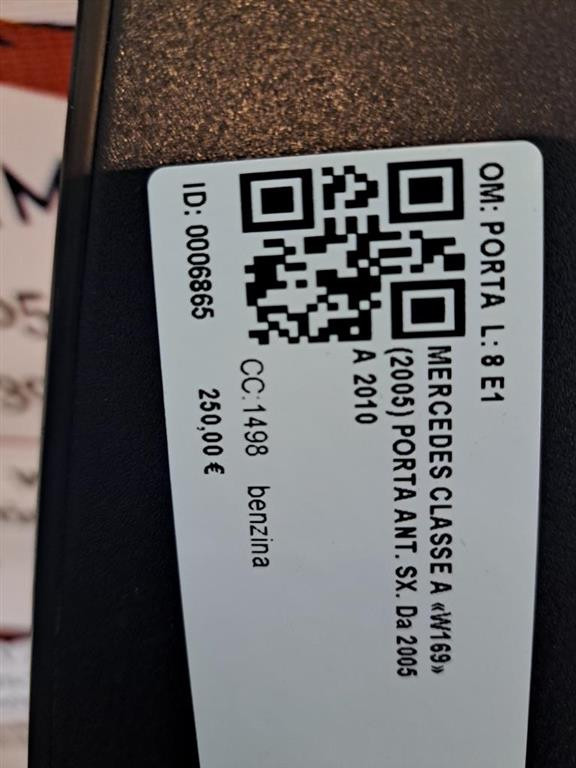 OM: PORTA L: 8 E1
MERCEDES CLASSE A «W169»
(2005) PORTA ANT. SX. Da 2005
A 2010
CC:1498 benzina
ID: 0006865 250,00 €